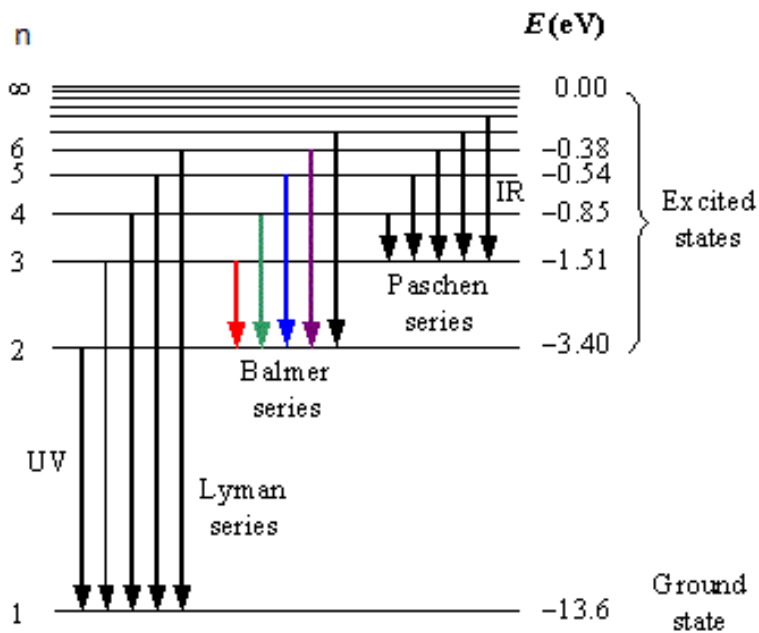 n
E(eV)
∞ 0.00
6 −0.38
5 −0.54
IR
4 −0.85
Excited
states
3 −1.51
Paschen
series
2 −3.40
Balmer
series
UV
Lyman
series
Ground
state
1 −13.6